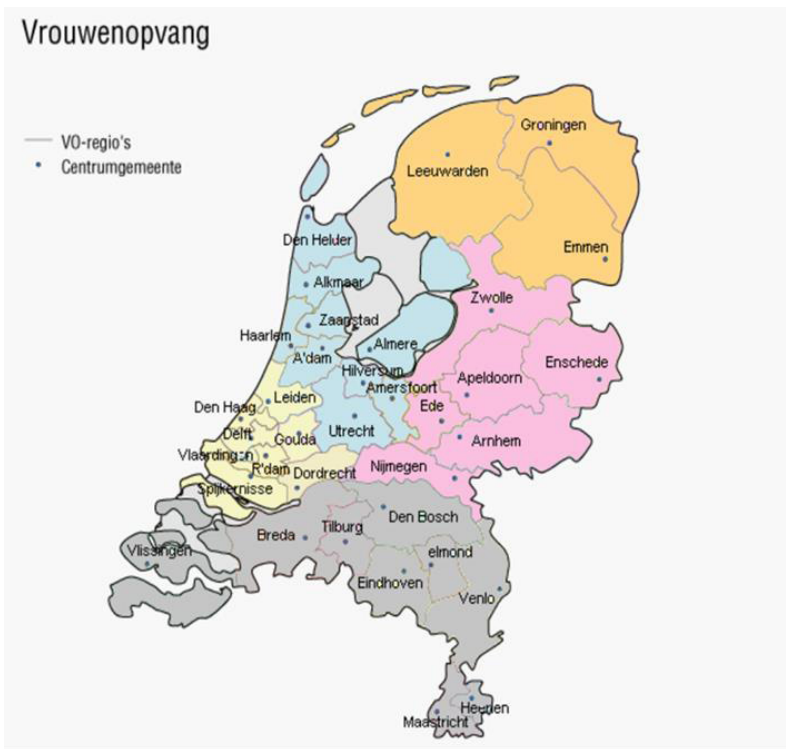 Vrouwenopvang
VO-regio's
Centrumgemeente
Groningen
Leeuwarden
Den Helder
Emmen
Alkmaar
Zwolle
Zaanstad
Haarlem
Almere
A'dam
Enschede
Hilversum
Apeldoorn
Amersfoort
Leiden
Den Haag
Ede
Delft
Gouda
Utrecht
Arnhem
Vlaardingen
R'dam
Nijmegen
Dordrecht
Spijkernisse
Den Bosch
Tilburg
Breda
Vlissingen
elmond
Eindhoven
Venlo
Heerlen
Maastricht